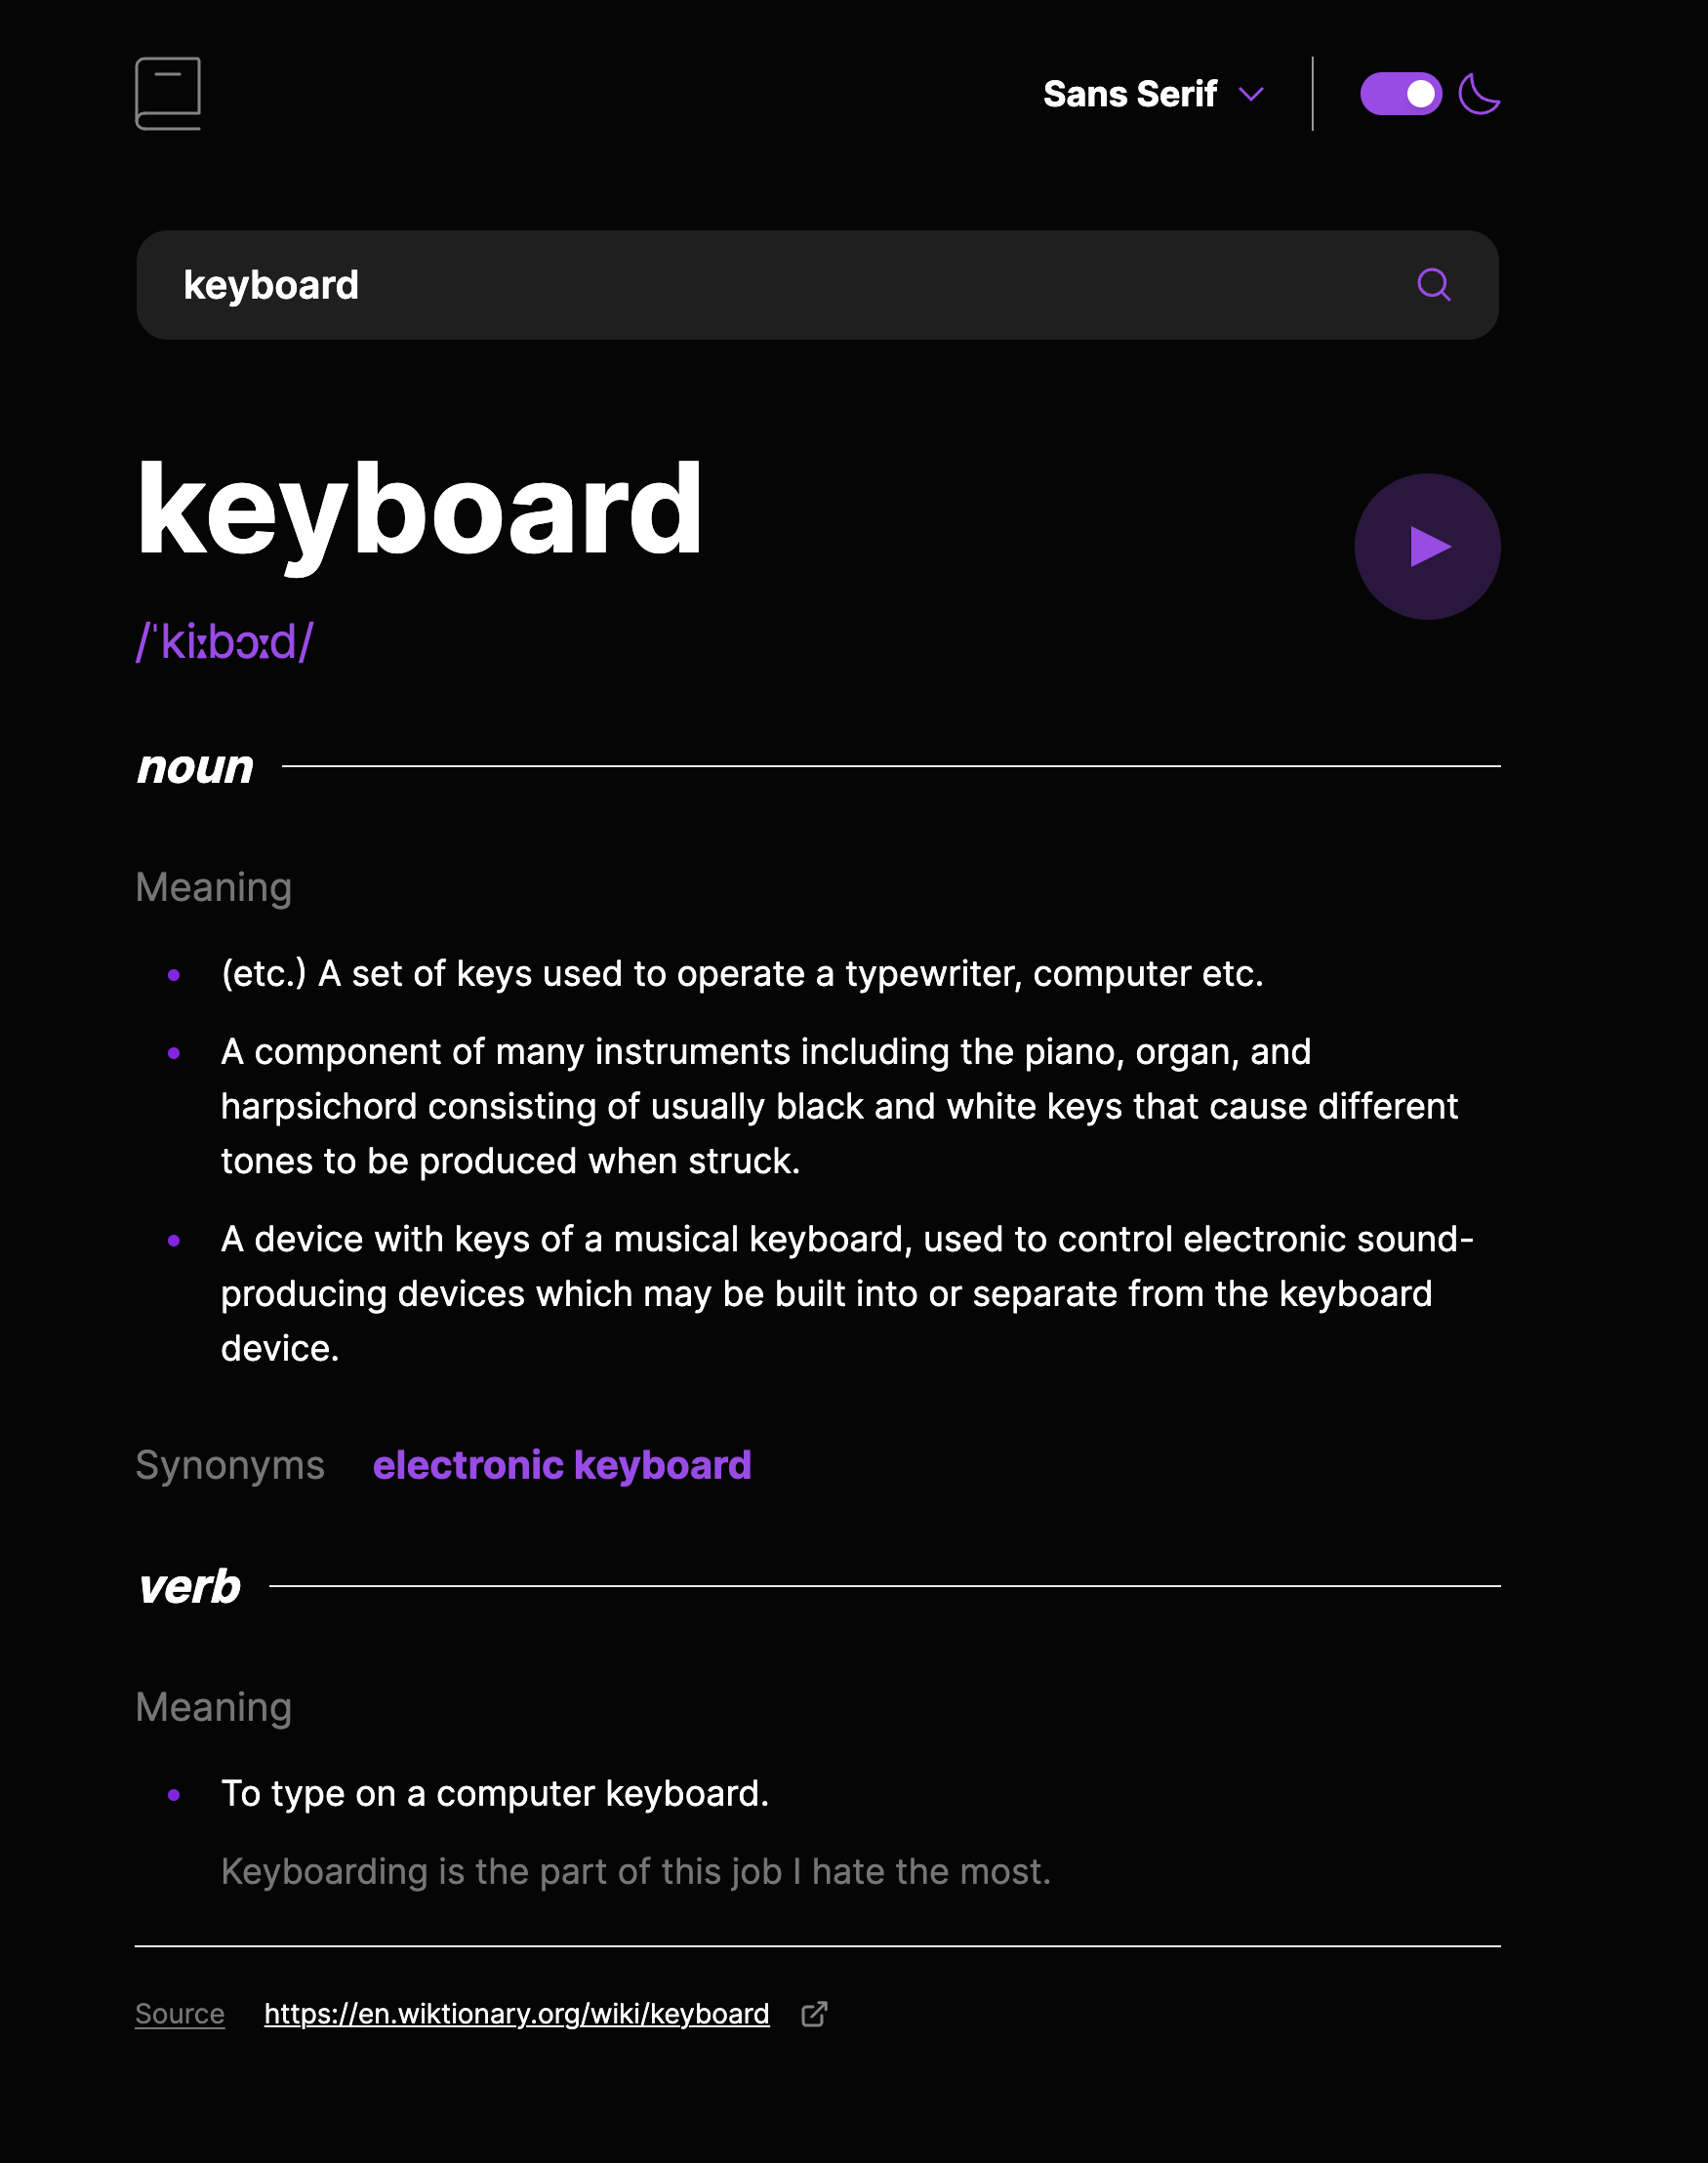 Sans Serif
keyboard
keyboard
/ˈkiːbɔːd/
noun
Meaning
(etc.) A set of keys used to operate a typewriter, computer etc.
A component of many instruments including the piano, organ, and
harpsichord consisting of usually black and white keys that cause different
tones to be produced when struck.
A device with keys of a musical keyboard, used to control electronic sound-
producing devices which may be built into or separate from the keyboard
device.
Synonyms electronic keyboard
verb
Meaning
To type on a computer keyboard.
Keyboarding is the part of this job I hate the most.
Source https://en.wiktionary.org/wiki/keyboard